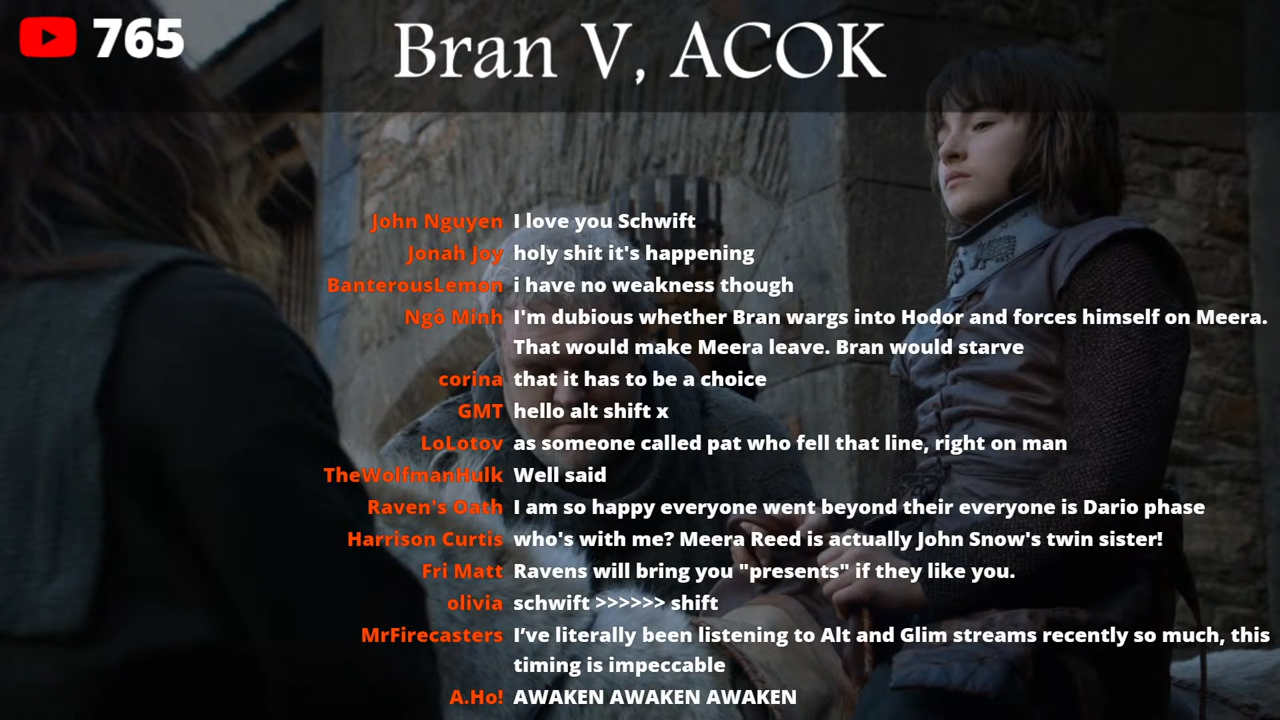 765
Bran V, ACOK
John Nguyen I love you Schwift
Jonah Joy holy shit it's happening
BanterousLemon i have no weakness though
Ngô Minh I'm dubious whether Bran wargs into Hodor and forces himself on Meera.
That would make Meera leave. Bran would starve
corina that it has to be a choice
GMT hello alt shift x
LoLotov as someone called pat who fell that line, right on man
TheWolfmanHulk Well said
Raven's Oath I am so happy everyone went beyond their everyone is Dario phase
Harrison Curtis who's with me? Meera Reed is actually John Snow's twin sister!
Fri Matt Ravens will bring you "presents" if they like you.
olivia schwift >>>>>> shift
MrFirecasters I’ve literally been listening to Alt and Glim streams recently so much, this
timing is impeccable
A.Ho! AWAKEN AWAKEN AWAKEN